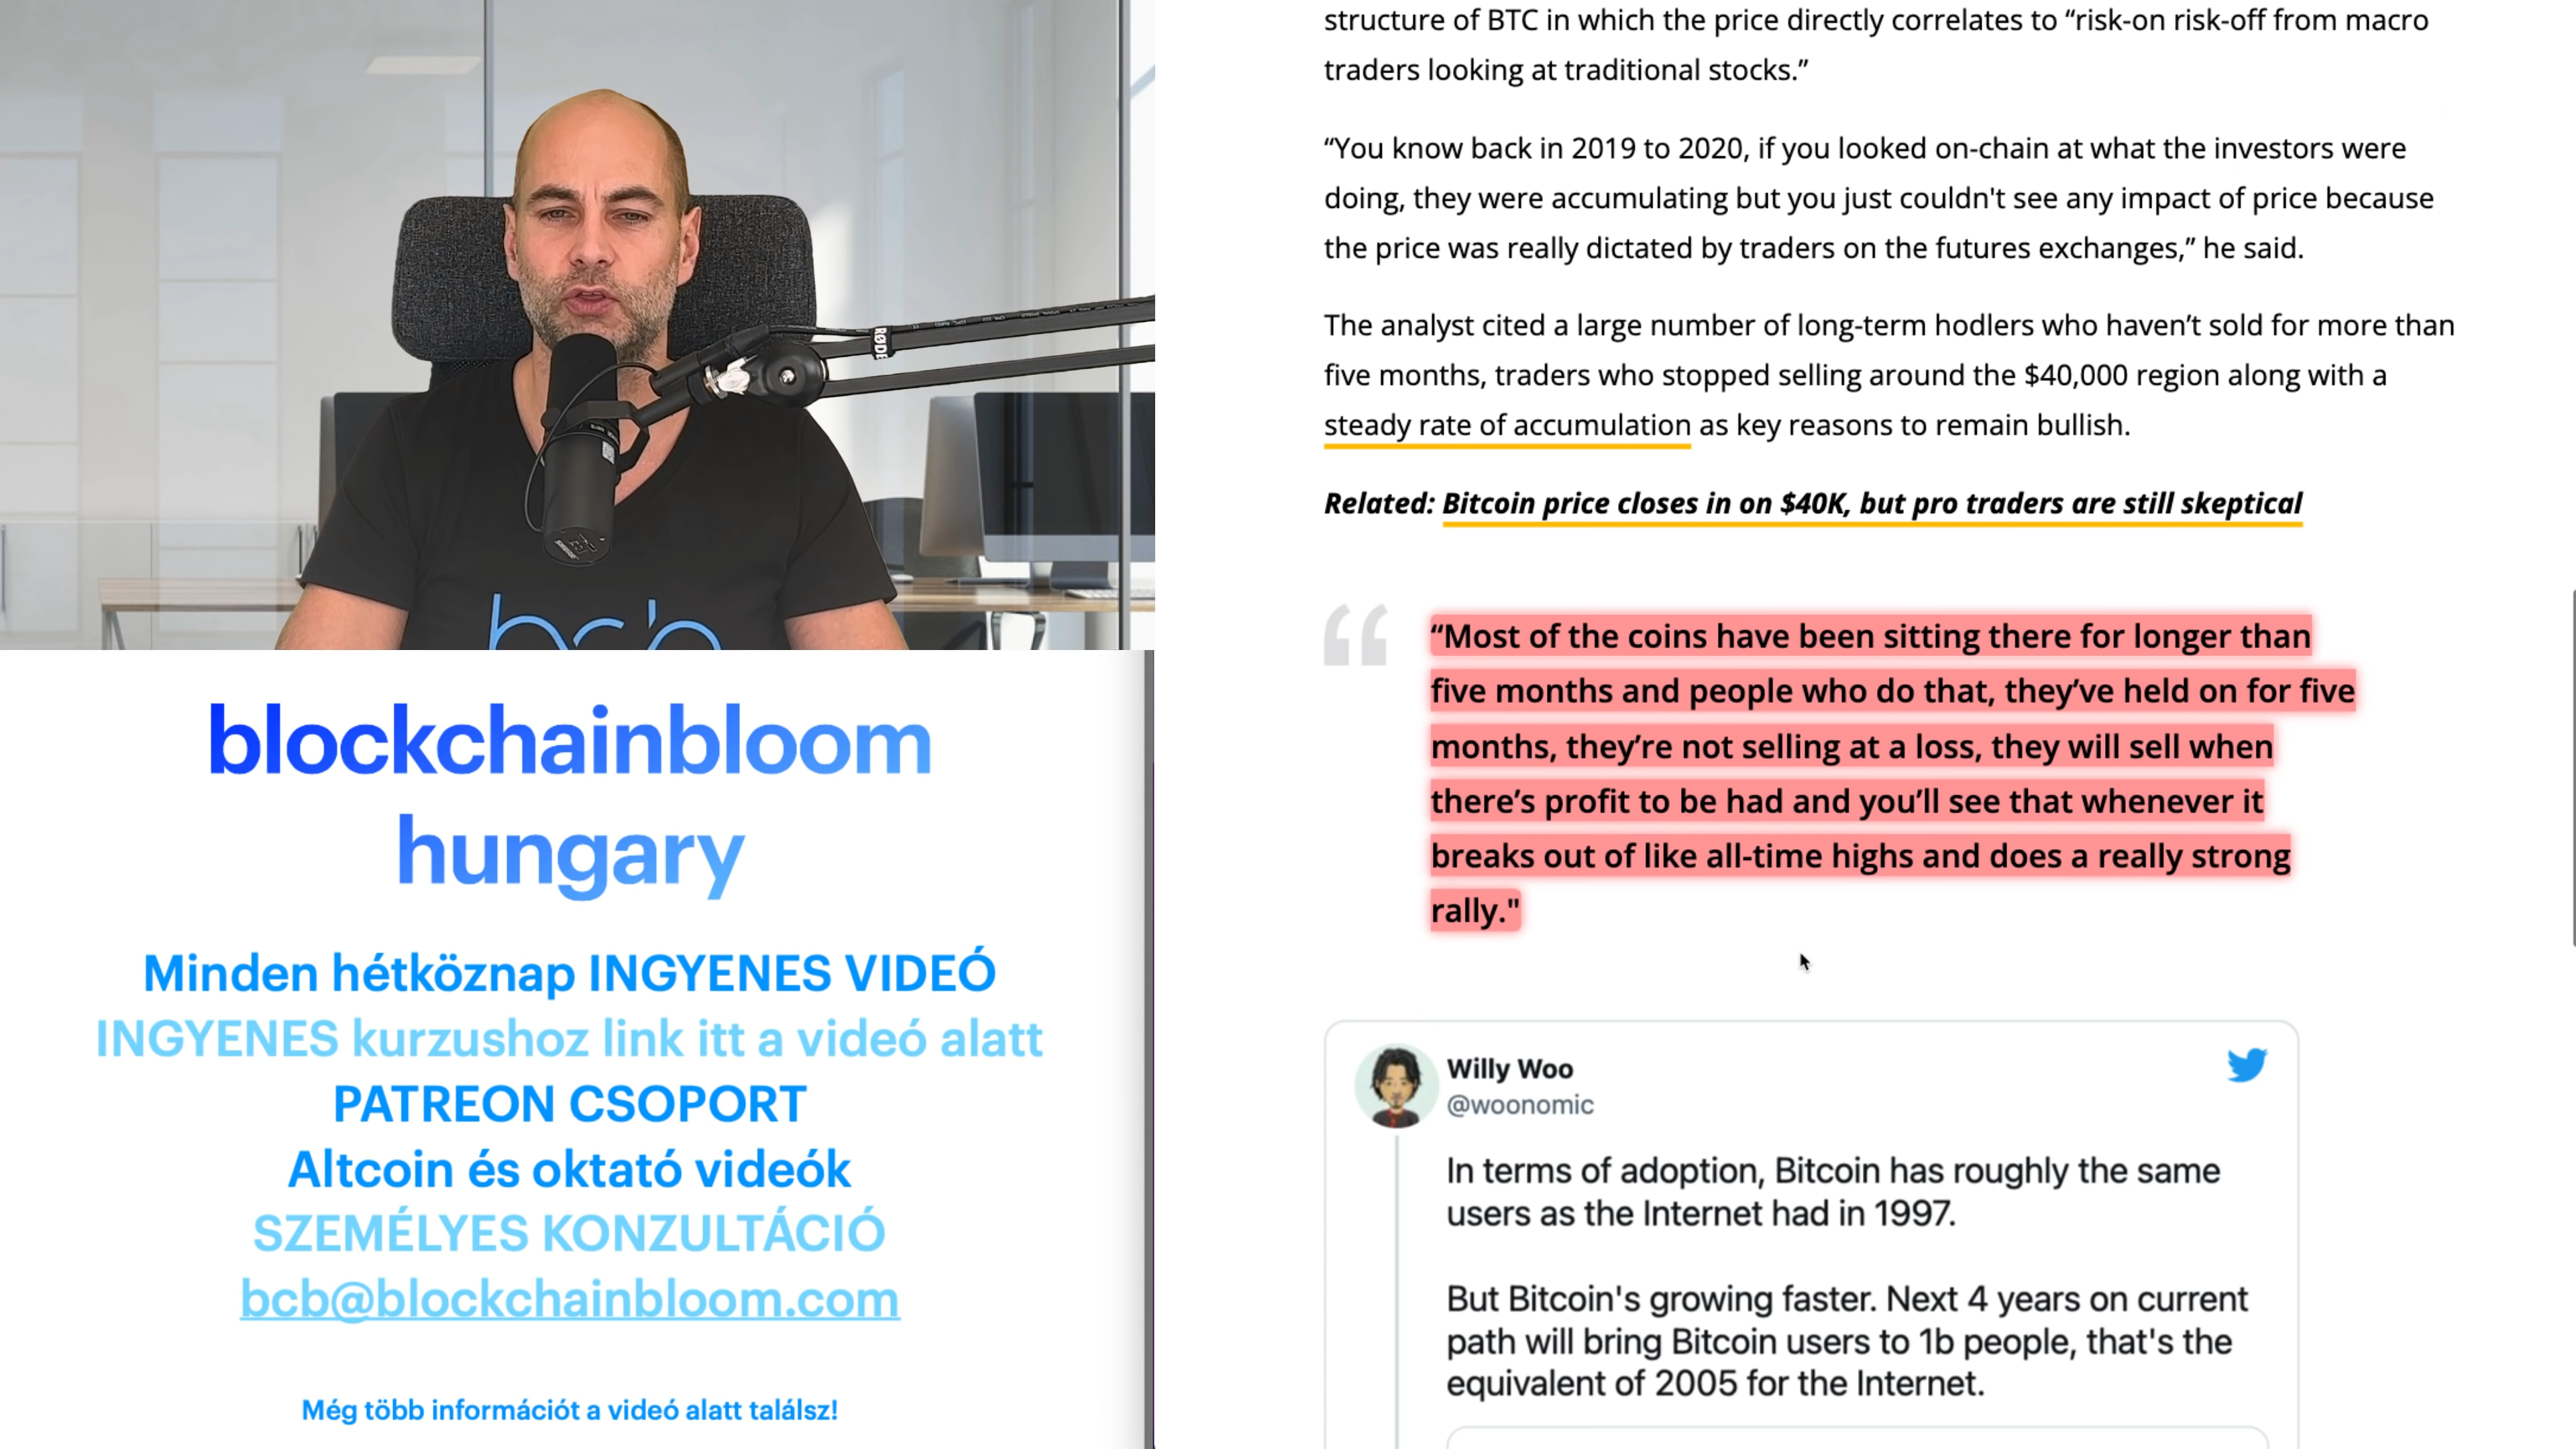 RØDE
bcb
blockchainbloom
hungary
Minden hétköznap INGYENES VIDEÓ
INGYENES kurzushoz link itt a videó alatt
PATREON CSOPORT
Altcoin és oktató videók
SZEMÉLYES KONZULTÁCIÓ
bcb@blockchainbloom.com
Még több információt a videó alatt találsz!
structure of BTC in which the price directly correlates to “risk-on risk-off from macro
traders looking at traditional stocks.”
“You know back in 2019 to 2020, if you looked on-chain at what the investors were
doing, they were accumulating but you just couldn't see any impact of price because
the price was really dictated by traders on the futures exchanges,” he said.
The analyst cited a large number of long-term hodlers who haven’t sold for more than
five months, traders who stopped selling around the $40,000 region along with a
steady rate of accumulation as key reasons to remain bullish.
Related: Bitcoin price closes in on $40K, but pro traders are still skeptical
“Most of the coins have been sitting there for longer than
five months and people who do that, they’ve held on for five
months, they’re not selling at a loss, they will sell when
there’s profit to be had and you’ll see that whenever it
breaks out of like all-time highs and does a really strong
rally."
Willy Woo
@woonomic
In terms of adoption, Bitcoin has roughly the same
users as the Internet had in 1997.
But Bitcoin's growing faster. Next 4 years on current
path will bring Bitcoin users to 1b people, that's the
equivalent of 2005 for the Internet.